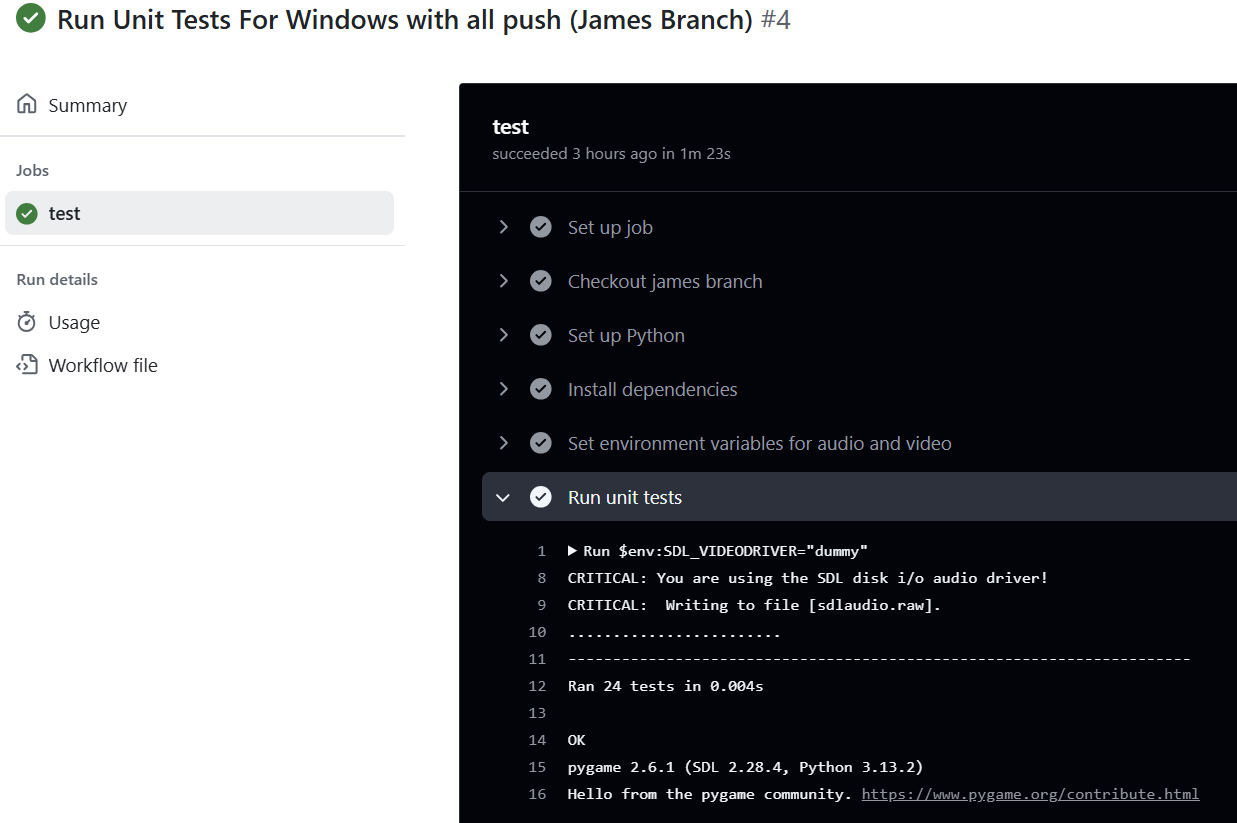 Run Unit Tests For Windows with all push (James Branch) #4
Summary
Jobs
test
Run details
Usage
Workflow file
test
succeeded 3 hours ago in 1m 23s
Set up job
Checkout james branch
Set up Python
Install dependencies
Set environment variables for audio and video
Run unit tests
1 Run $env:SDL_VIDEODRIVER="dummy"
8 CRITICAL: You are using the SDL disk i/o audio driver!
9 CRITICAL:  Writing to file [sdlaudio.raw].
10 ........................
11 ----------------------------------------------------------------------
12 Ran 24 tests in 0.004s
13
14 OK
15 pygame 2.6.1 (SDL 2.28.4, Python 3.13.2)
16 Hello from the pygame community. https://www.pygame.org/contribute.html